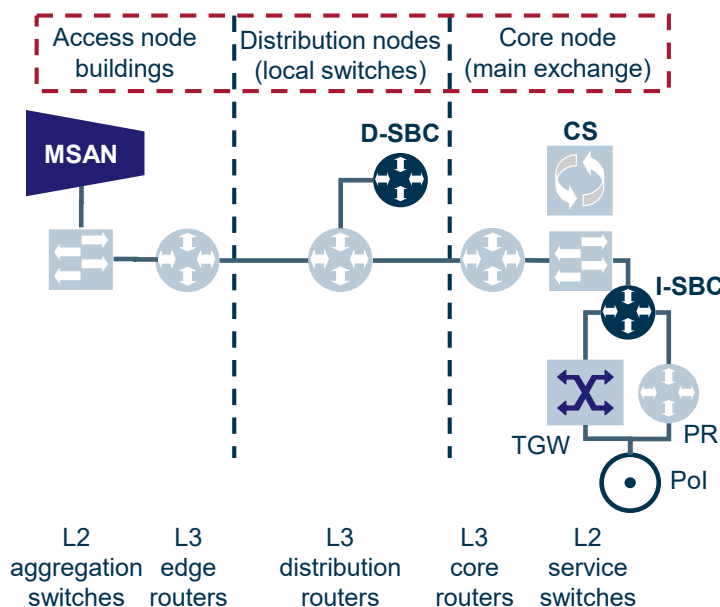 Access node
buildings
Distribution nodes
(local switches)
Core node
(main exchange)
MSAN
D-SBC
CS
I-SBC
TGW
PR
PoI
L2
aggregation
switches
L3
edge
routers
L3
distribution
routers
L3
core
routers
L2
service
switches